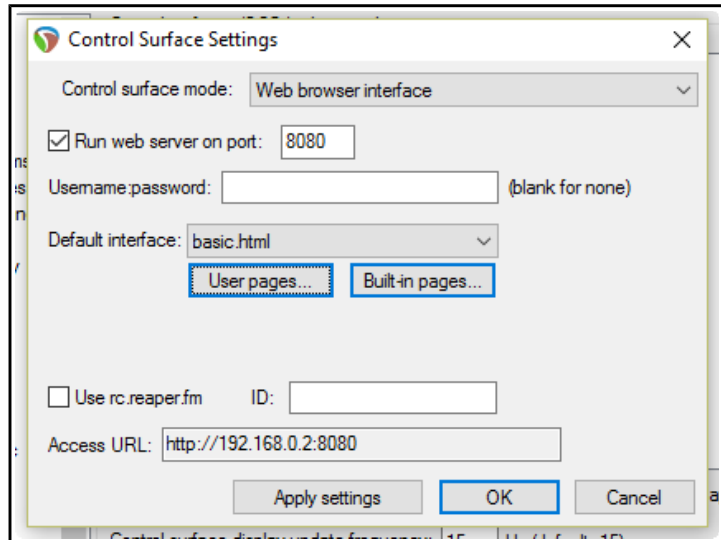 Control Surface Settings
Control surface mode: Web browser interface
Run web server on port: 8080
Username:password: (blank for none)
Default interface: basic.html
User pages... Built-in pages...
Use rc.reaper.fm ID:
Access URL: http://192.168.0.2:8080
Apply settings OK Cancel